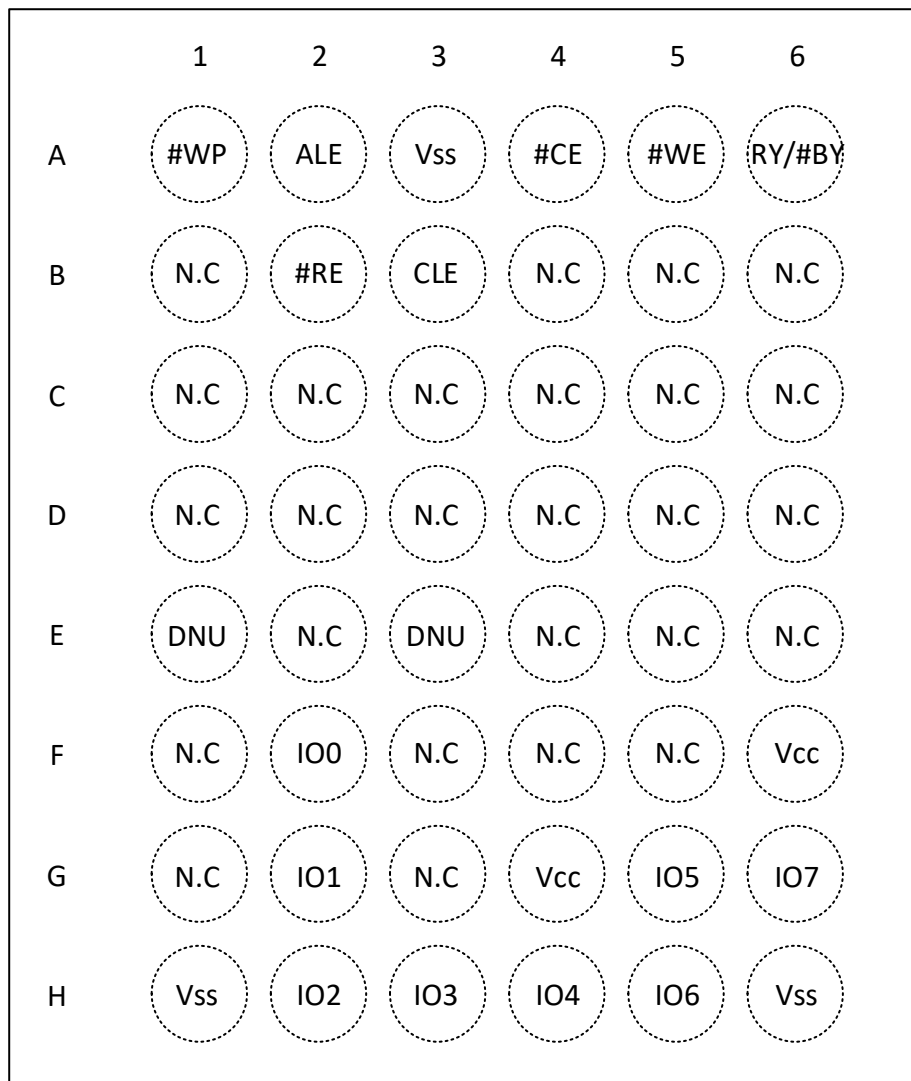 1 2 3 4 5 6
A #WP ALE Vss #CE #WE RY/#BY
B N.C #RE CLE N.C N.C N.C
C N.C N.C N.C N.C N.C N.C
D N.C N.C N.C N.C N.C N.C
E DNU N.C DNU N.C N.C N.C
F N.C IO0 N.C N.C N.C Vcc
G N.C IO1 N.C Vcc IO5 IO7
H Vss IO2 IO3 IO4 IO6 Vss